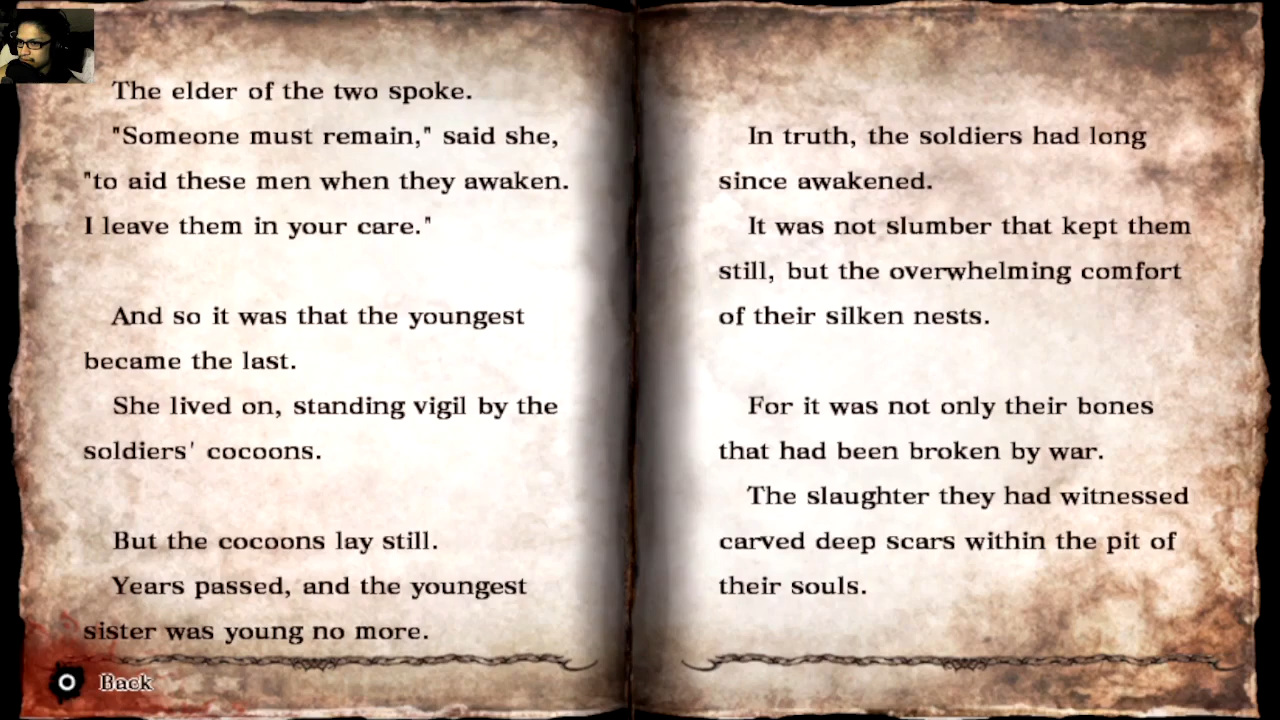 The elder of the two spoke.
"Someone must remain," said she,
"to aid these men when they awaken.
I leave them in your care."
And so it was that the youngest
became the last.
She lived on, standing vigil by the
soldiers' cocoons.
But the cocoons lay still.
Years passed, and the youngest
sister was young no more.
Back
In truth, the soldiers had long
since awakened.
It was not slumber that kept them
still, but the overwhelming comfort
of their silken nests.
For it was not only their bones
that had been broken by war.
The slaughter they had witnessed
carved deep scars within the pit of
their souls.